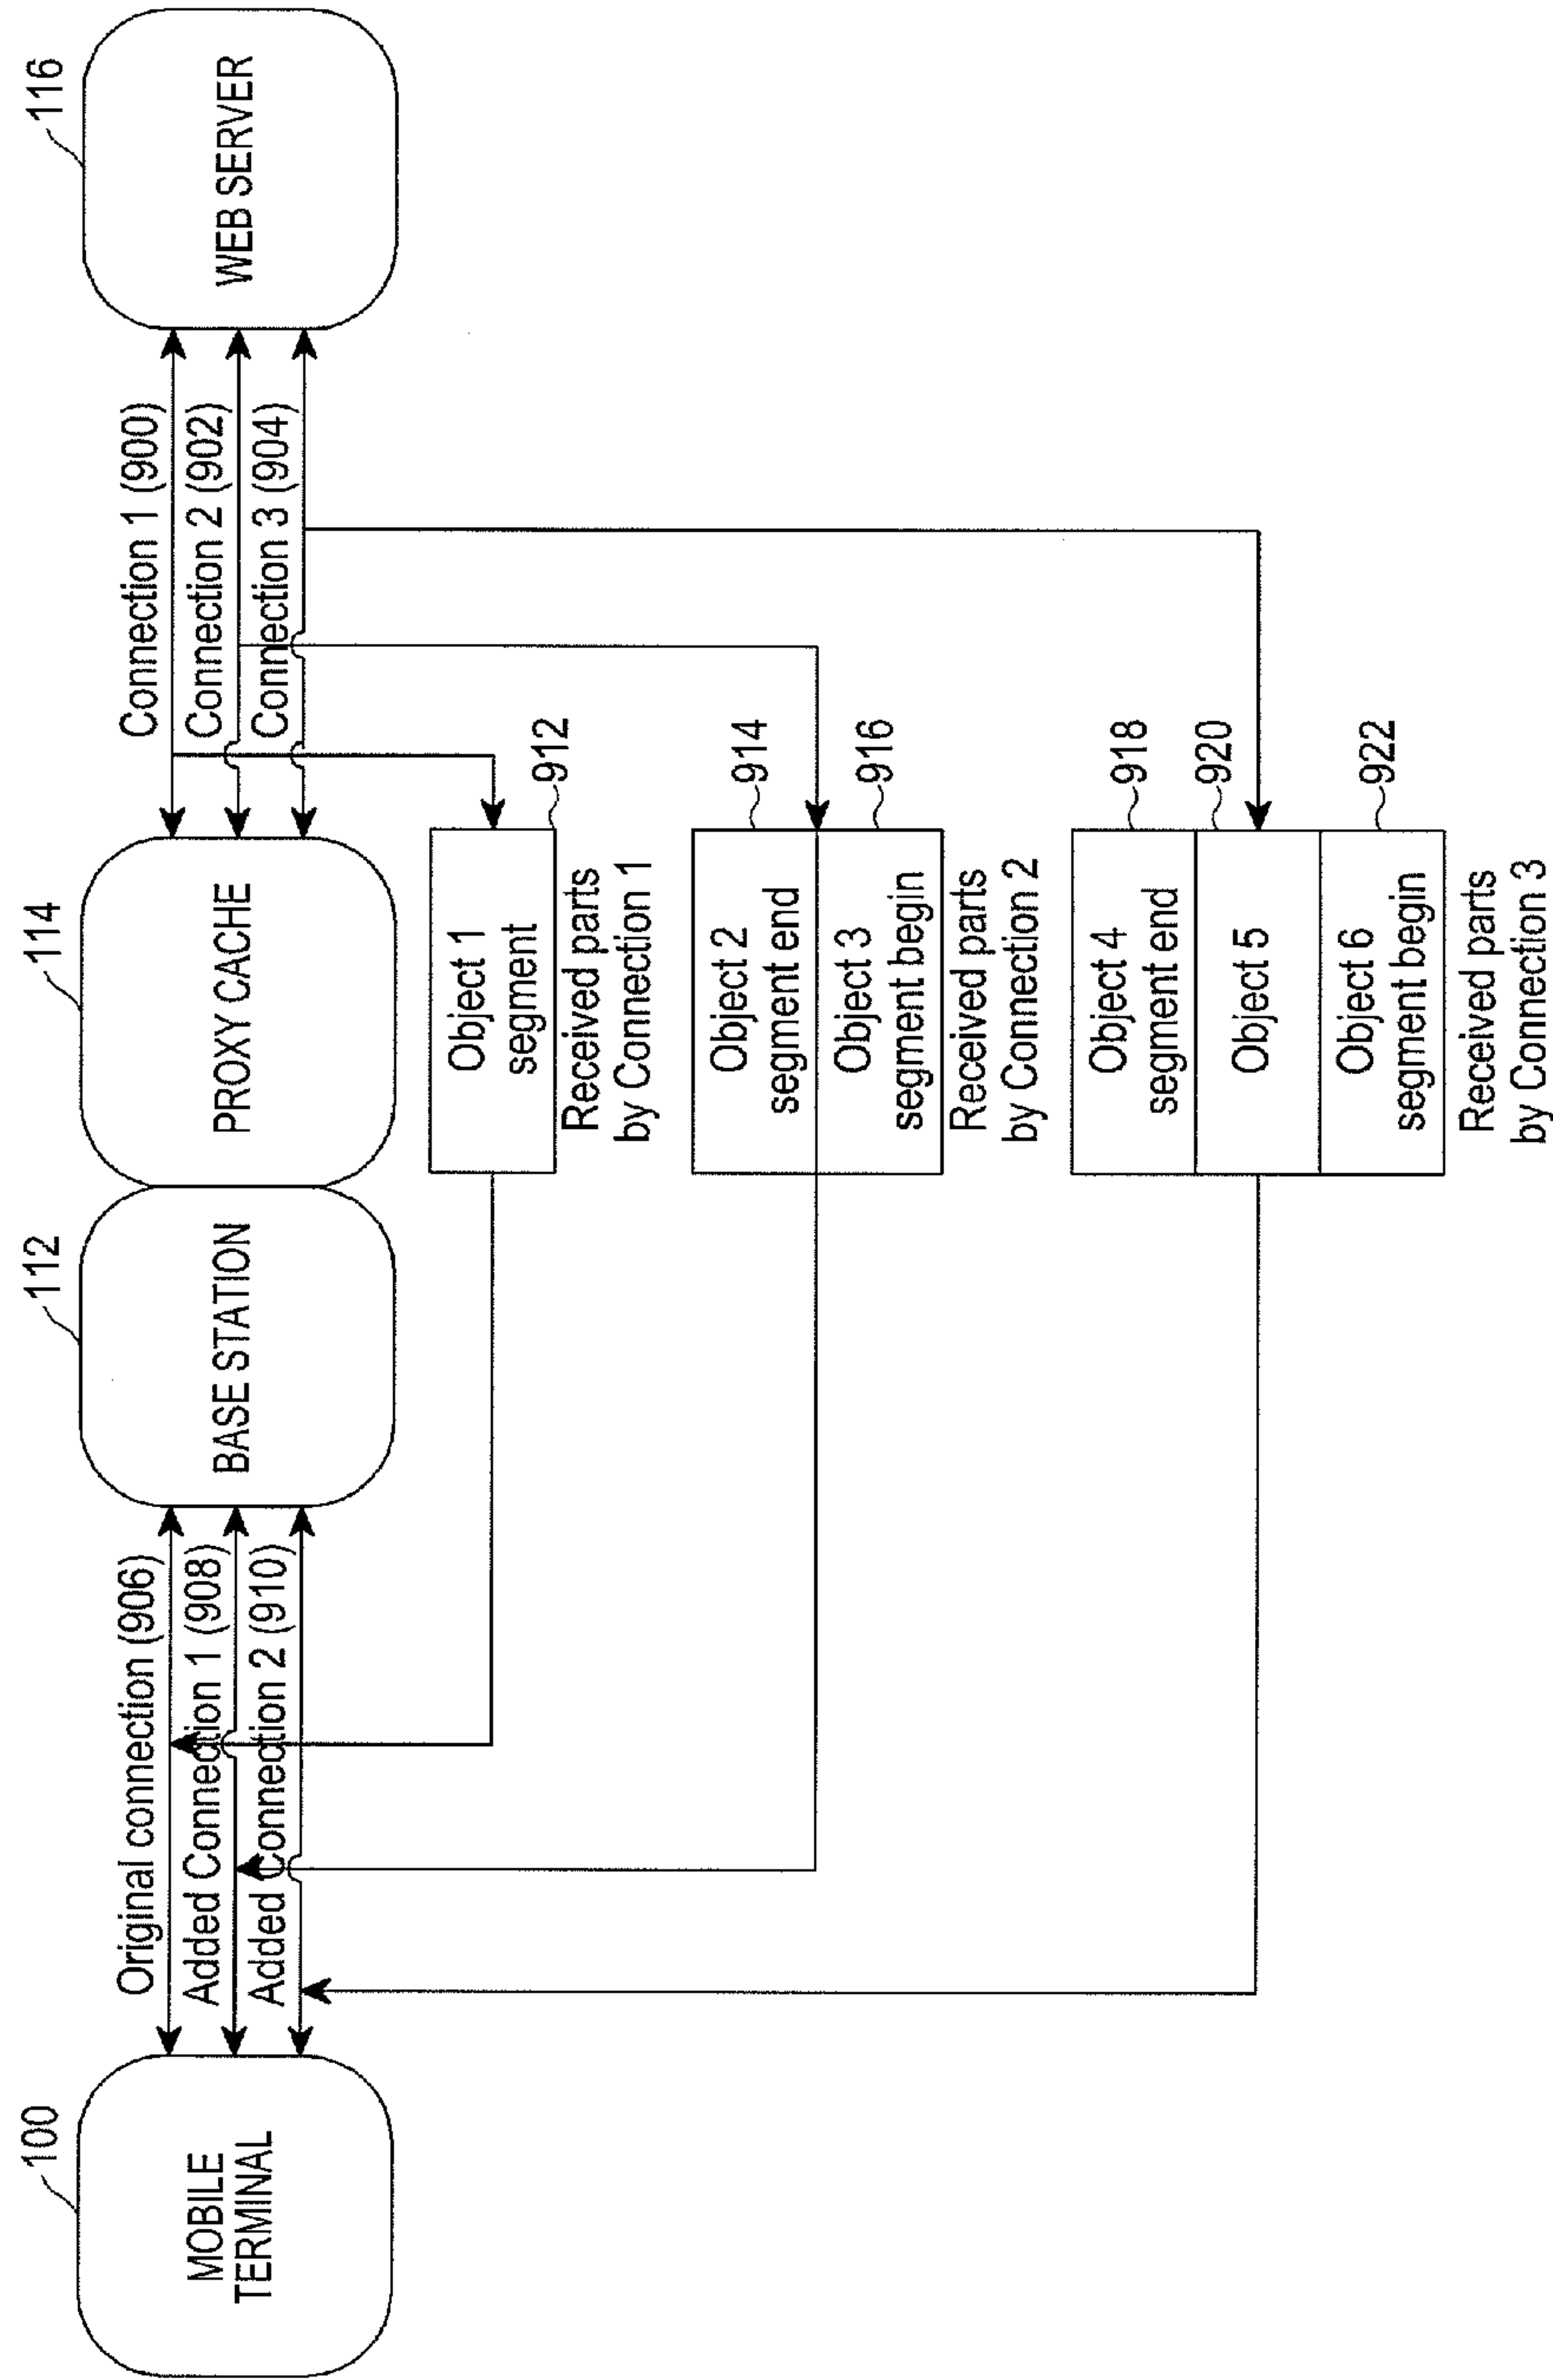 100
112
114
116
MOBILE
TERMINAL
Original connection (906)
Added Connection 1 (908)
Added Connection 2 (910)
BASE STATION
PROXY CACHE
Connection 1 (900)
Connection 2 (902)
Connection 3 (904)
WEB SERVER
Object 1
segment
912
Received parts
by Connection 1
Object 2
segment end
914
Object 3
segment begin
916
Received parts
by Connection 2
Object 4
segment end
918
Object 5
920
Object 6
segment begin
922
Received parts
by Connection 3